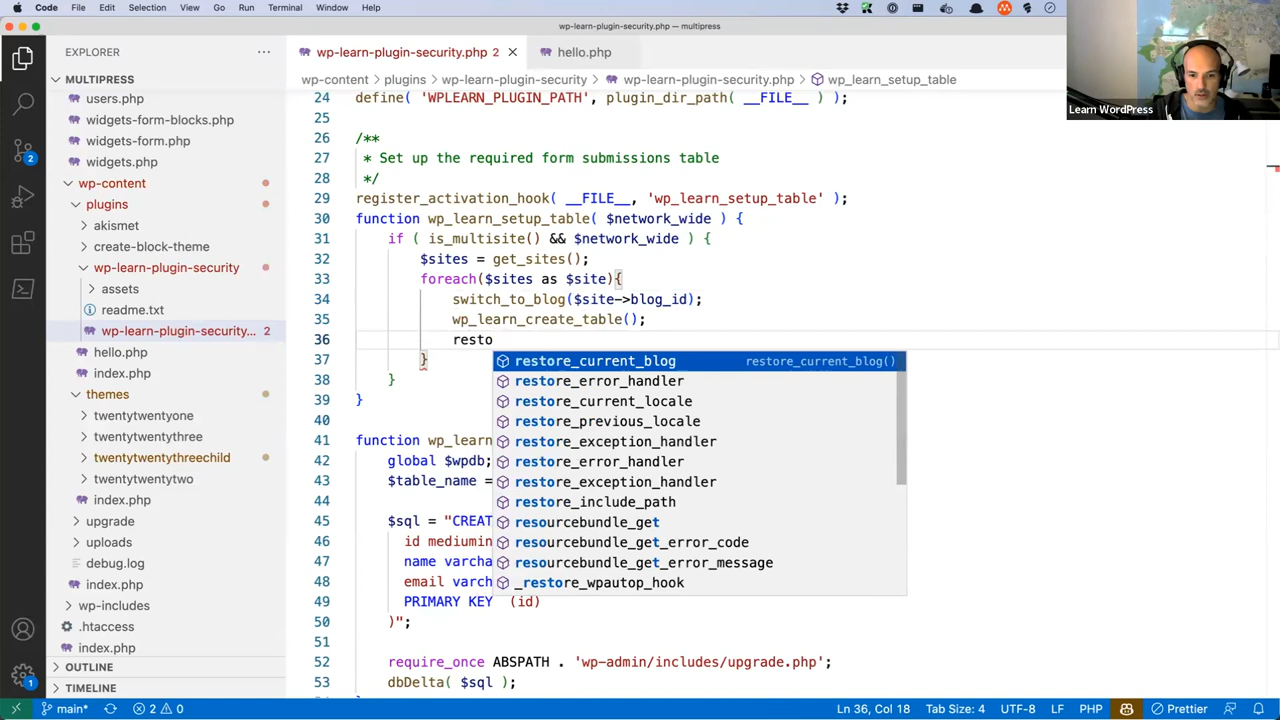 Code File Edit Selection View Go Run Terminal Window Help
wp-learn-plugin-security.php — multipress
EXPLORER
wp-learn-plugin-security.php 2
hello.php
MULTIPRESS
wp-content > plugins > wp-learn-plugin-security > wp-learn-plugin-security.php > wp_learn_setup_table
Learn WordPress
users.php
widgets-form-blocks.php
widgets-form.php
widgets.php
wp-content
plugins
akismet
create-block-theme
wp-learn-plugin-security
assets
readme.txt
wp-learn-plugin-security... 2
hello.php
index.php
themes
twentytwentyone
twentytwentythree
twentytwentythreechild
twentytwentytwo
index.php
upgrade
uploads
debug.log
index.php
wp-includes
.htaccess
index.php
OUTLINE
TIMELINE
2
1
24 define( 'WPLEARN_PLUGIN_PATH', plugin_dir_path( __FILE__ ) );
25
26 /**
27 * Set up the required form submissions table
28 */
29 register_activation_hook( __FILE__, 'wp_learn_setup_table' );
30 function wp_learn_setup_table( $network_wide ) {
31 if ( is_multisite() && $network_wide ) {
32 $sites = get_sites();
33 foreach($sites as $site){
34 switch_to_blog($site->blog_id);
35 wp_learn_create_table();
36 resto
37 }
38 }
39 }
40
41 function wp_learn
42 global $wpdb;
43 $table_name =
44
45 $sql = "CREAT
46 id mediumin
47 name varcha
48 email varch
49 PRIMARY KEY (id)
50 )";
51
52 require_once ABSPATH . 'wp-admin/includes/upgrade.php';
53 dbDelta( $sql );
restore_current_blog restore_current_blog()
restore_error_handler
restore_current_locale
restore_previous_locale
restore_exception_handler
restore_error_handler
restore_exception_handler
restore_include_path
resourcebundle_get
resourcebundle_get_error_code
resourcebundle_get_error_message
_restore_wpautop_hook
main* 2 0 Ln 36, Col 18 Tab Size: 4 UTF-8 LF PHP Prettier